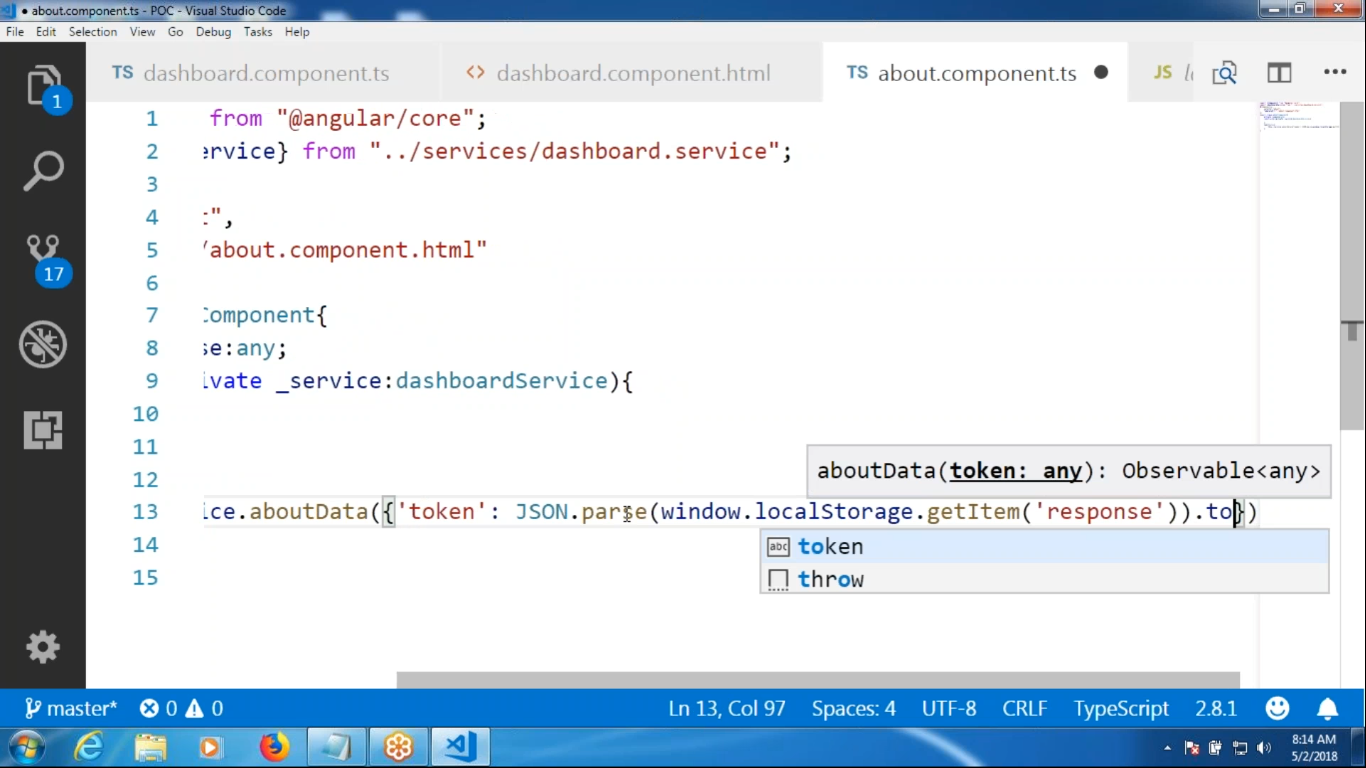 about.component.ts - POC - Visual Studio Code
File Edit Selection View Go Debug Tasks Help
TS dashboard.component.ts <> dashboard.component.html TS about.component.ts JS
1 from "@angular/core";
2 ervice} from "../services/dashboard.service";
3
4 t",
5 /about.component.html"
6
7 Component{
8 se:any;
9 ivate _service:dashboardService){
10
11
12
aboutData(token: any): Observable<any>
13 ice.aboutData({'token': JSON.parse(window.localStorage.getItem('response')).to})
abc token
throw
14
15
1
17
master* 0 0 Ln 13, Col 97 Spaces: 4 UTF-8 CRLF TypeScript 2.8.1
8:14 AM
5/2/2018